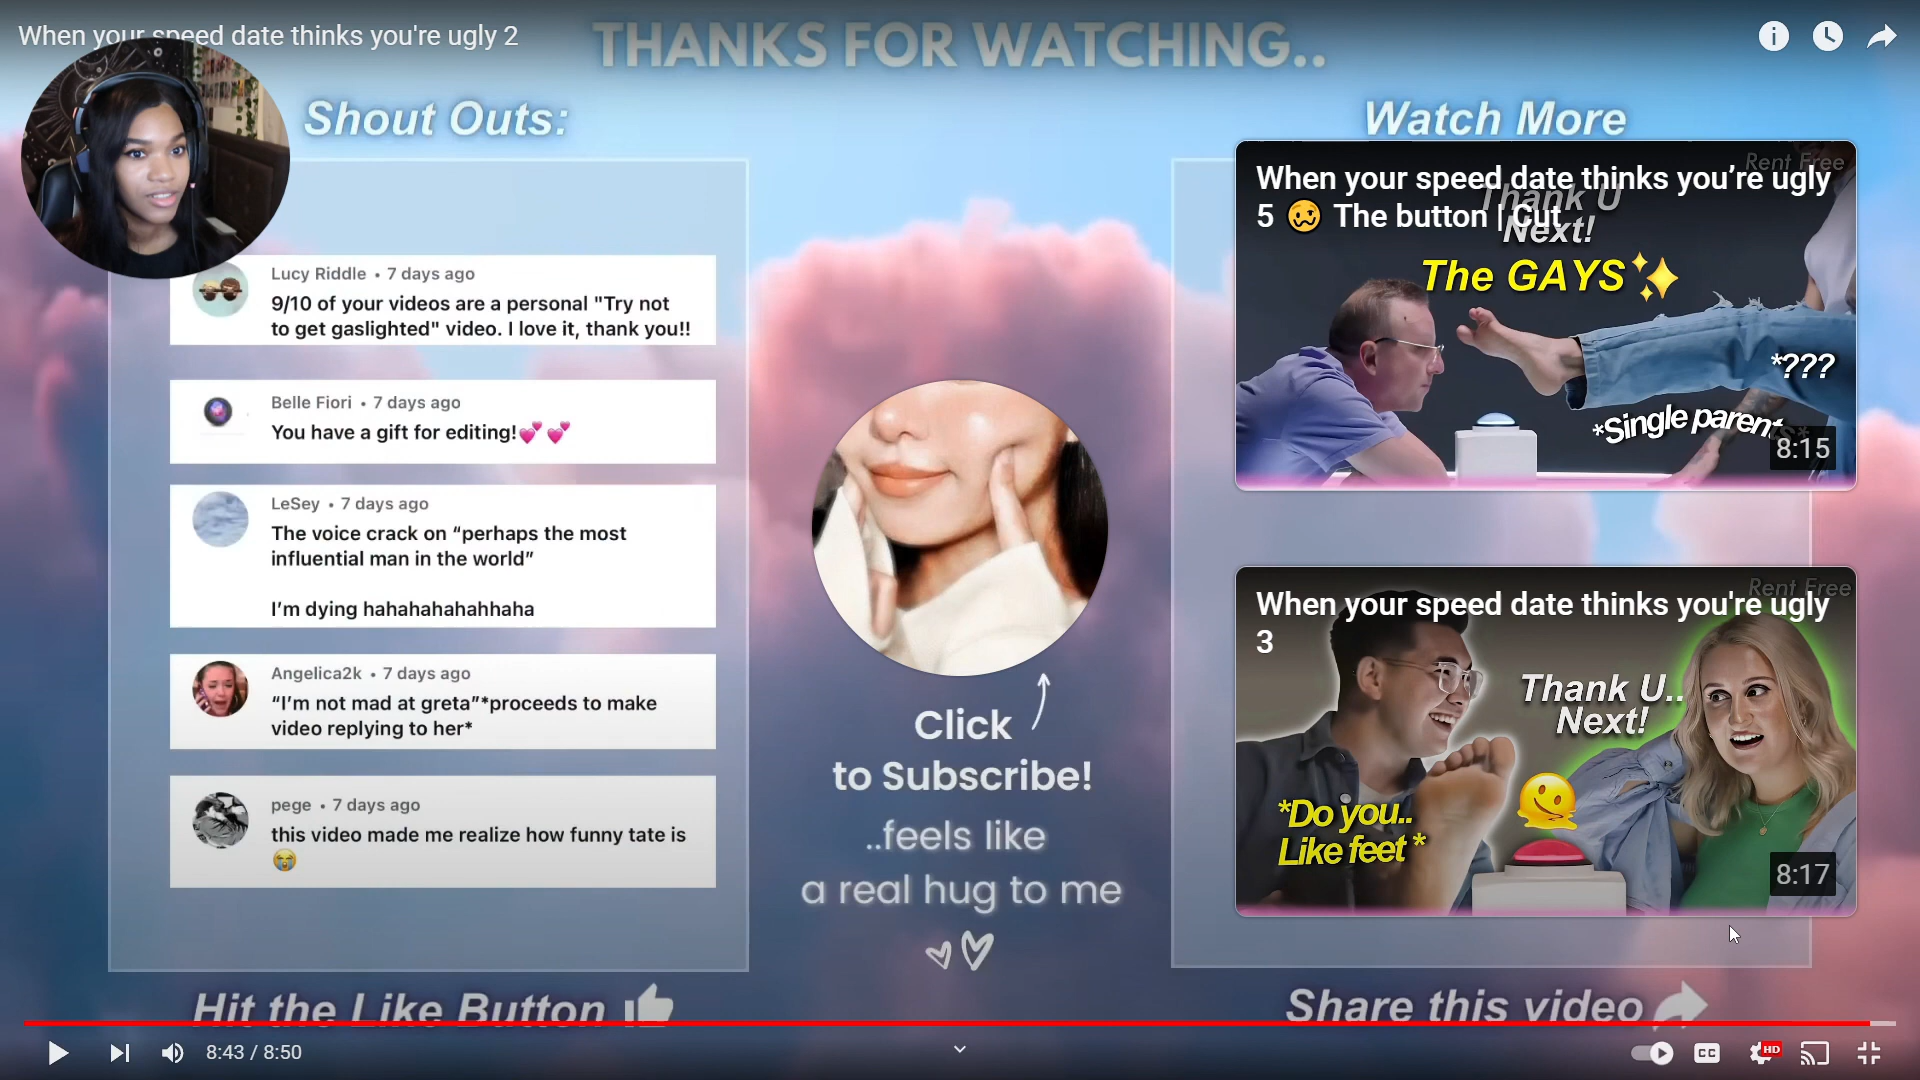 When your speed date thinks you're ugly 2
THANKS FOR WATCHING..
Shout Outs:
Lucy Riddle • 7 days ago
9/10 of your videos are a personal "Try not
to get gaslighted" video. I love it, thank you!!
Belle Fiori • 7 days ago
You have a gift for editing!💕 💕
LeSey • 7 days ago
The voice crack on “perhaps the most
influential man in the world”
I’m dying hahahahahahhaha
Angelica2k • 7 days ago
“I’m not mad at greta”*proceeds to make
video replying to her*
pege • 7 days ago
this video made me realize how funny tate is
😭
Hit the Like Button
Click
to Subscribe!
..feels like
a real hug to me
Watch More
Rent Free
When your speed date thinks you’re ugly
5 🥴 The button | Cut
Thank U
Next!
The GAYS✨
*???
*Single parents*
8:15
Rent Free
When your speed date thinks you're ugly
3
Thank U..
Next!
*Do you..
Like feet*
8:17
Share this video
8:43 / 8:50
CC
HD